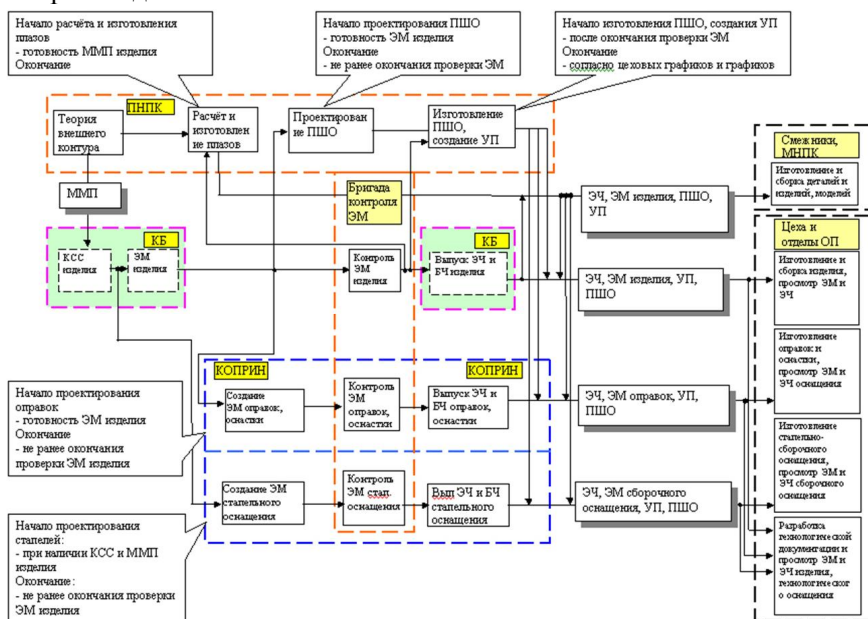 Начало расчёта и изготовления
плазов
- готовность ММП изделия
Окончание
Начало проектирования ПШО
- готовность ЭМ изделия
Окончание
- не ранее окончания проверки ЭМ
Начало изготовления ПШО, создания УП
- после окончания проверки ЭМ
Окончание
- согласно цеховых графиков и графиков
ПНПК
Теория
внешнего
контура
Расчёт и
изготовлен
ие плазов
Проектирован
ие ПШО
Изготовление
ПШО,
создание УП
Смежники,
МНПК
Изготовление и
сборка деталей и
изделий, моделей
ММП
Бригада
контроля
ЭМ
ЭЧ, ЭМ изделия, ПШО,
УП
КБ
КСС
изделия
ЭМ
изделия
Контроль
ЭМ
изделия
КБ
Выпуск ЭЧ и
БЧ изделия
ЭЧ, ЭМ изделия, УП,
ПШО
Цеха и
отделы ОП
Изготовление и
сборка изделия,
просмотр ЭМ и
ЭЧ
КОПРИН
КОПРИН
Начало проектирования
оправок
- готовность ЭМ изделия
Окончание
- не ранее окончания
проверки ЭМ изделия
Создание
ЭМ оправок,
оснастки
Контроль
ЭМ
оправок,
оснастки
Выпуск ЭЧ и
БЧ оправок,
оснастки
ЭЧ, ЭМ оправок, УП,
ПШО
Изготовление
оправок и
оснастки,
просмотр ЭМ и
ЭЧ оснащения
Изготовление
стапельно-
сборочного
оснащения,
просмотр ЭМ и
ЭЧ сборочного
оснащения
Начало проектирования
стапелей:
- при наличии КСС и ММП
изделия
Окончание:
- не ранее окончания проверки
ЭМ изделия
Создание ЭМ
стапельного
оснащения
Контроль
ЭМ стап.
оснащения
Вып ЭЧ и БЧ
стапельного
оснащения
ЭЧ, ЭМ сборочного
оснащения, УП, ПШО
Разработка
технологической
документации и
просмотр ЭМ и
ЭЧ изделия,
технологическог
о оснащения